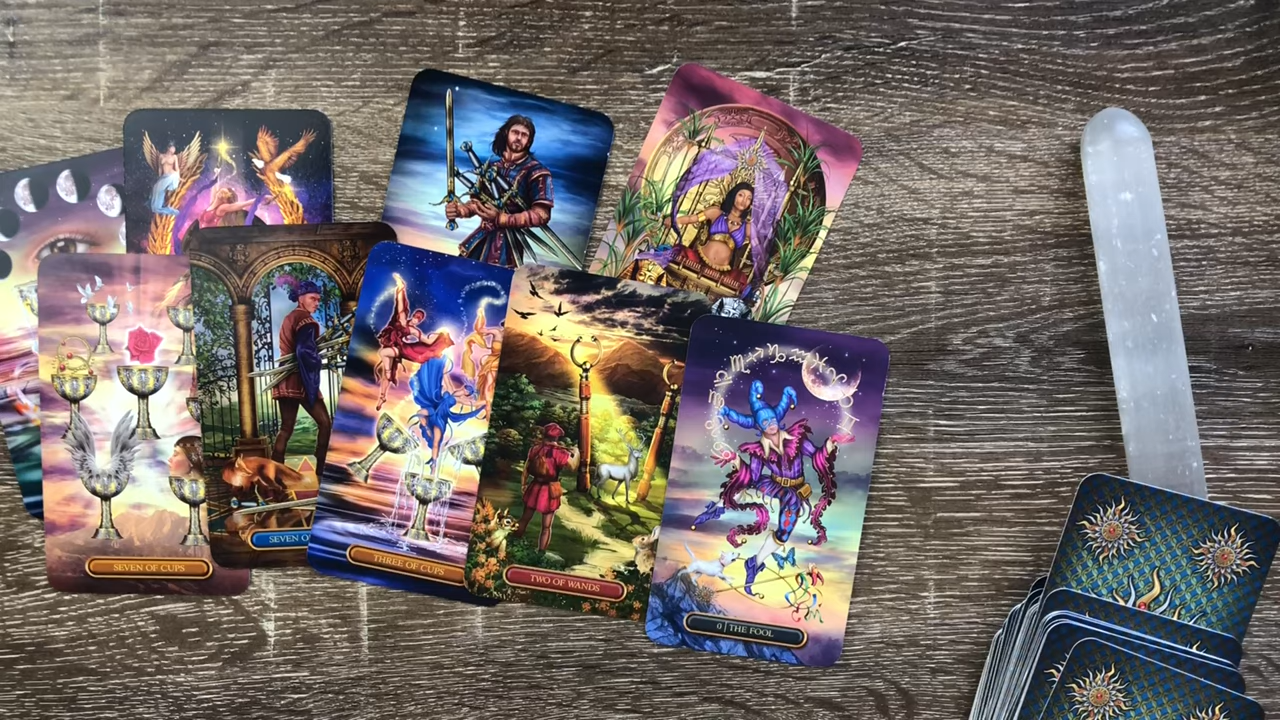 SEVEN OF CUPS
SEVEN O
THREE OF CUPS
TWO OF WANDS
0 | THE FOOL